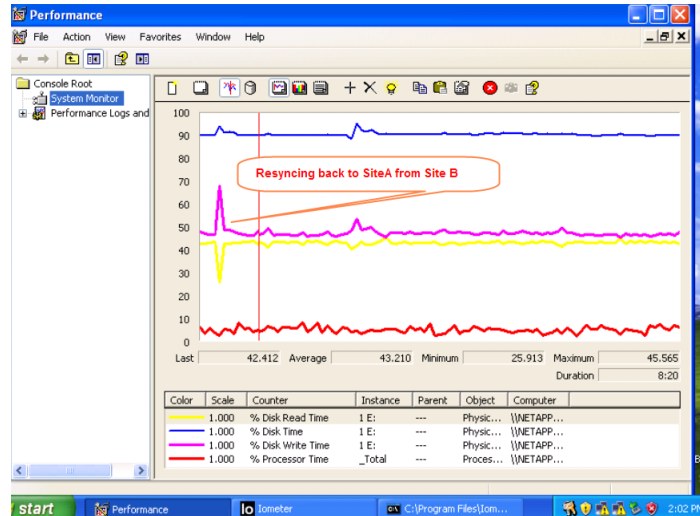 Performance
File Action View Favorites Window Help
Console Root
System Monitor
Performance Logs and
100
90
80
70
60
50
40
30
20
10
0
Resyncing back to SiteA from Site B
Last 42.412 Average 43.210 Minimum 25.913 Maximum 45.565
Duration 8:20
Color Scale Counter Instance Parent Object Computer
1.000 % Disk Read Time 1 E: --- Physic... \\NETAPP...
1.000 % Disk Time 1 E: --- Physic... \\NETAPP...
1.000 % Disk Write Time 1 E: --- Physic... \\NETAPP...
1.000 % Processor Time _Total --- Proces... \\NETAPP...
start Performance Io Iometer C:\Program Files\Iom... 2:02 PM